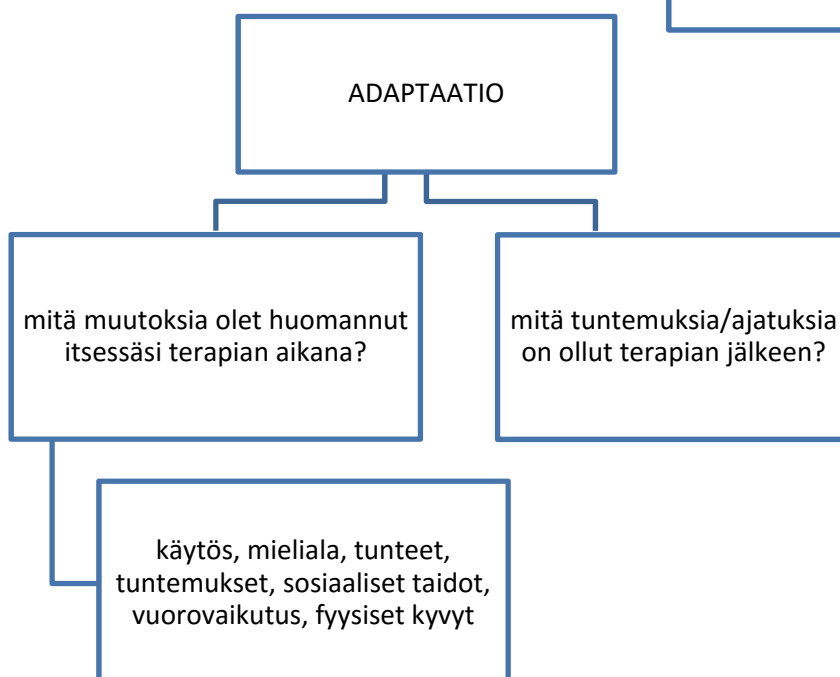 ADAPTAATIO
mitä muutoksia olet huomannut
itsessäsi terapian aikana?
mitä tuntemuksia/ajatuksia
on ollut terapian jälkeen?
käytös, mieliala, tunteet,
tuntemukset, sosiaaliset taidot,
vuorovaikutus, fyysiset kyvyt